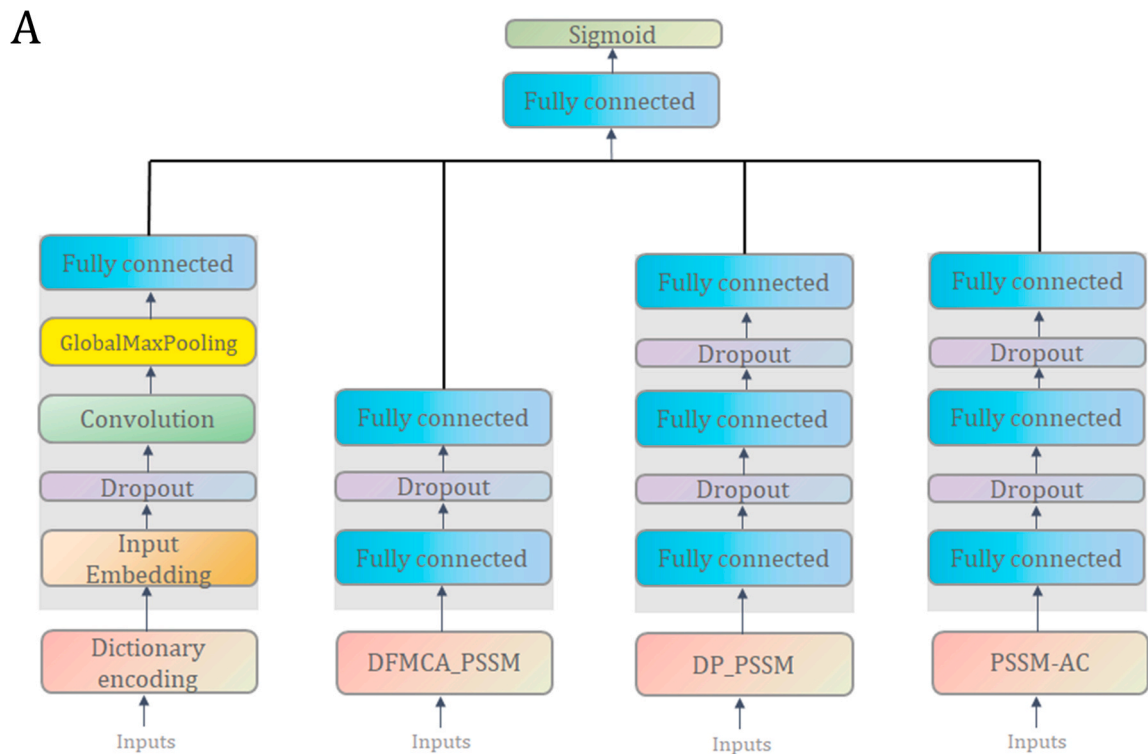 A
Sigmoid
Fully connected
Fully connected
GlobalMaxPooling
Convolution
Dropout
Input
Embedding
Dictionary
encoding
Inputs
Fully connected
Dropout
Fully connected
DFMCA_PSSM
Inputs
Fully connected
Dropout
Fully connected
Dropout
Fully connected
DP_PSSM
Inputs
Fully connected
Dropout
Fully connected
Dropout
Fully connected
PSSM-AC
Inputs